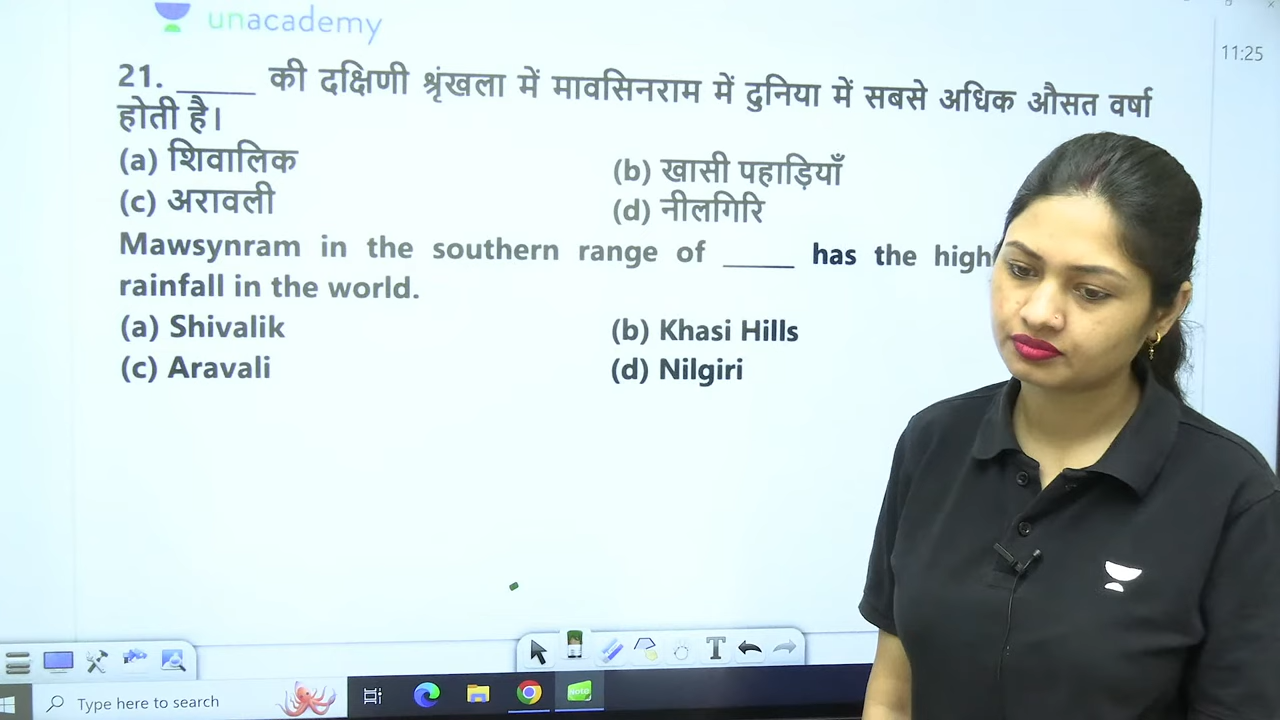 unacademy
11:25
21. _____ की दक्षिणी श्रृंखला में मावसिनराम में दुनिया में सबसे अधिक औसत वर्षा
होती है।
(a) शिवालिक (b) खासी पहाड़ियाँ
(c) अरावली (d) नीलगिरि
Mawsynram in the southern range of _____ has the
rainfall in the world.
(a) Shivalik (b) Khasi Hills
(c) Aravali (d) Nilgiri
T
Type here to search